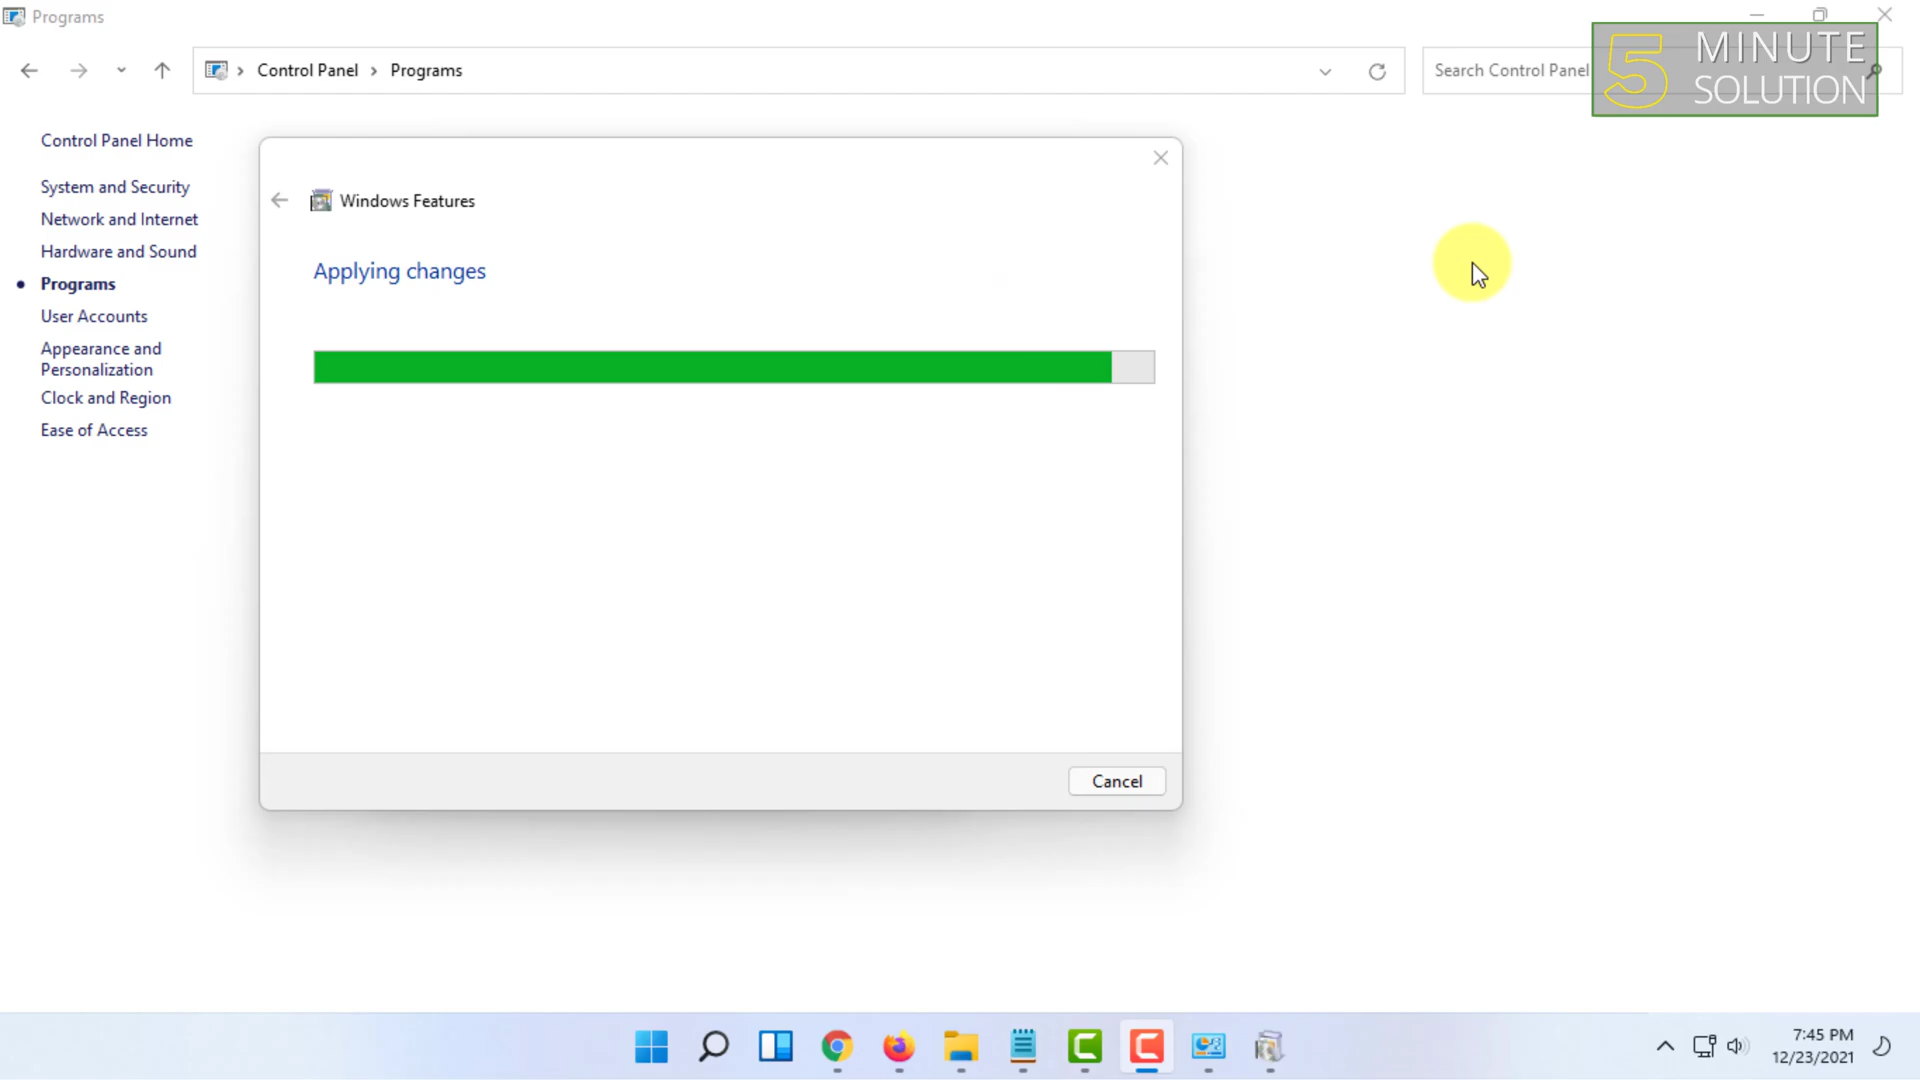 Programs
Control Panel > Programs
Search Control Panel
5 MINUTE
SOLUTION
Control Panel Home
System and Security
Network and Internet
Hardware and Sound
Programs
User Accounts
Appearance and
Personalization
Clock and Region
Ease of Access
Windows Features
Applying changes
Cancel
7:45 PM
12/23/2021